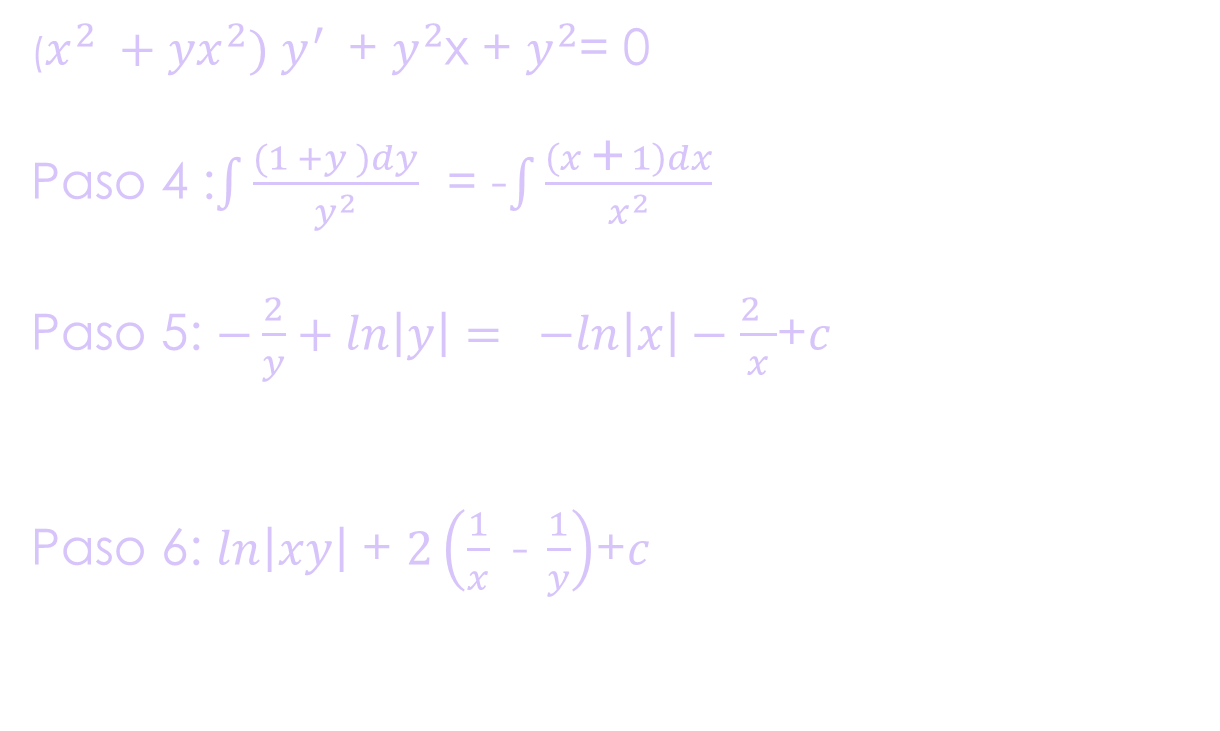 (x² + yx²) y′ + y²x + y²= 0
Paso 4 :∫ (1 +y )dy / y² = -∫ (x + 1)dx / x²
Paso 5: − 2/y + ln|y| = −ln|x| − 2/x +c
Paso 6: ln|xy| + 2 (1/x - 1/y)+c